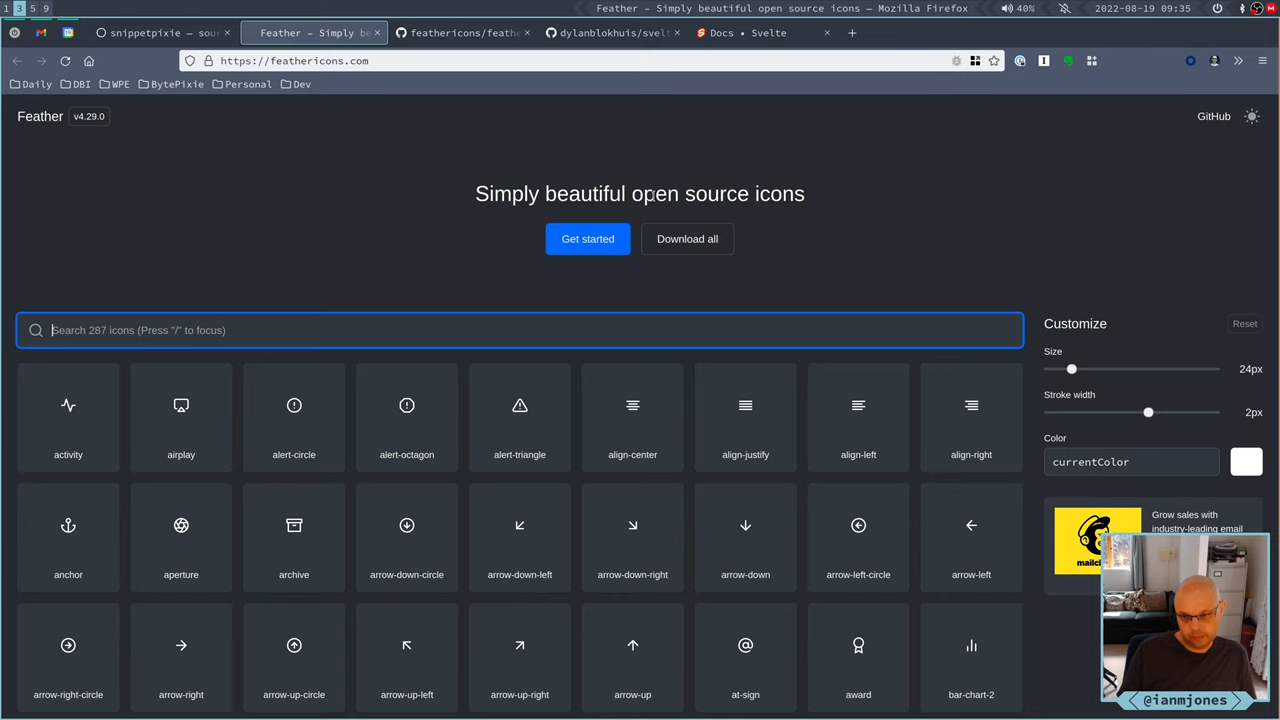 1 3 5 9
Feather – Simply beautiful open source icons — Mozilla Firefox
40%
2022-08-19 09:35
snippetpixie — sour
Feather – Simply be
feathericons/feathe
dylanblokhuis/svelt
Docs • Svelte
https://feathericons.com
Daily
DBI
WPE
BytePixie
Personal
Dev
Feather
v4.29.0
GitHub
Simply beautiful open source icons
Get started
Download all
Search 287 icons (Press "/" to focus)
Customize
Reset
Size
24px
Stroke width
2px
Color
currentColor
activity
airplay
alert-circle
alert-octagon
alert-triangle
align-center
align-justify
align-left
align-right
anchor
aperture
archive
arrow-down-circle
arrow-down-left
arrow-down-right
arrow-down
arrow-left-circle
arrow-left
Grow sales with
industry-leading email
mailc
arrow-right-circle
arrow-right
arrow-up-circle
arrow-up-left
arrow-up-right
arrow-up
at-sign
award
bar-chart-2
@ianmjones